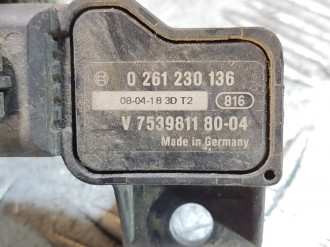 0 261 230 136
08-04-18 3D T2 816
V 7539811 80-04
Made in Germany